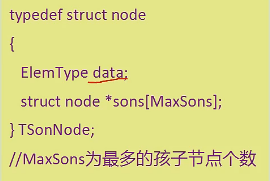 typedef struct node
{
ElemType data;
struct node *sons[MaxSons];
} TSonNode;
//MaxSons为最多的孩子节点个数